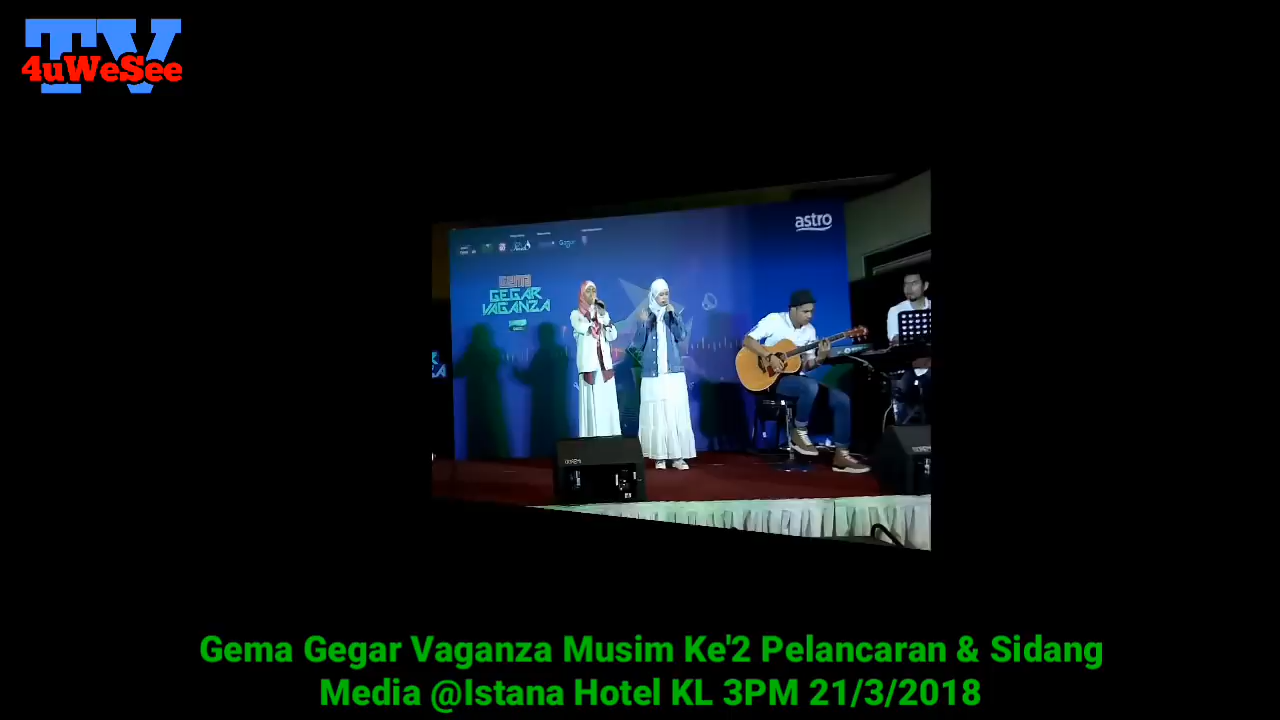 TV
4uWeSee
astro
GEMA
GEGAR
VAGANZA
Gema Gegar Vaganza Musim Ke'2 Pelancaran & Sidang
Media @Istana Hotel KL 3PM 21/3/2018